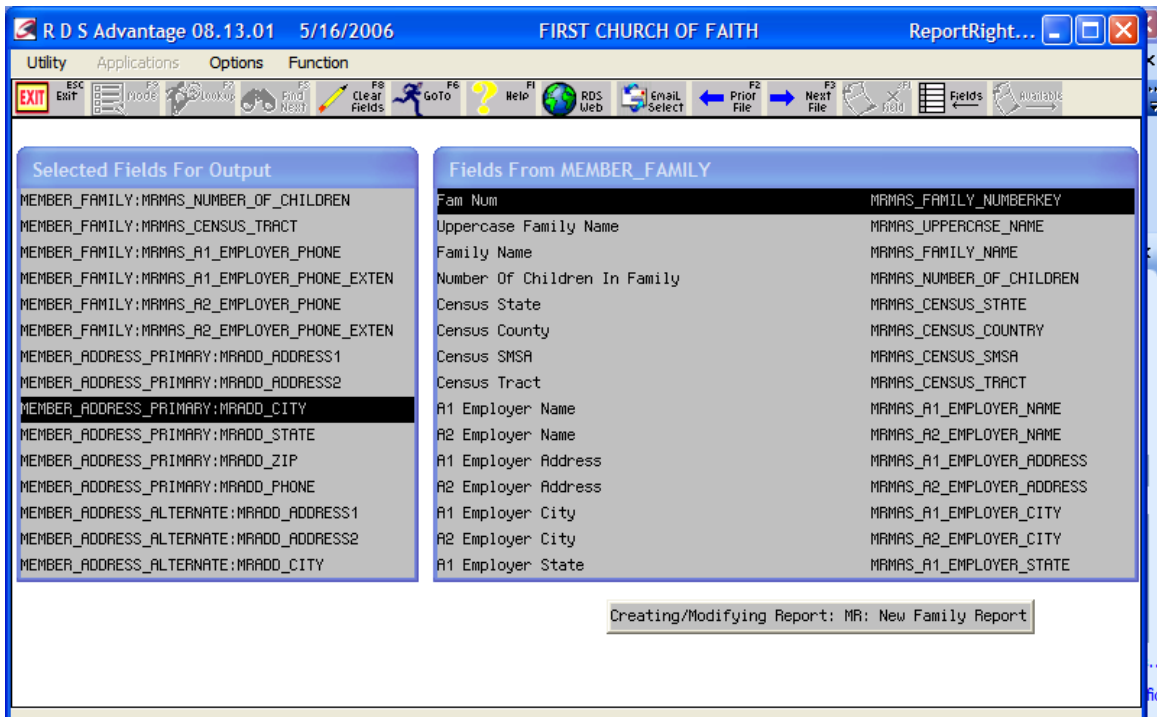 R D S Advantage 08.13.01 5/16/2006 FIRST CHURCH OF FAITH ReportRight...
Utility Applications Options Function
EXIT ESC Exit F9 Mode F7 Lookup F5 Find Next F8 Clear Fields F6 GoTo F1 Help RDS Web Email Select F2 Prior File F3 Next File Field Fields Available
Selected Fields For Output
MEMBER_FAMILY:MRMAS_NUMBER_OF_CHILDREN
MEMBER_FAMILY:MRMAS_CENSUS_TRACT
MEMBER_FAMILY:MRMAS_A1_EMPLOYER_PHONE
MEMBER_FAMILY:MRMAS_A1_EMPLOYER_PHONE_EXTEN
MEMBER_FAMILY:MRMAS_A2_EMPLOYER_PHONE
MEMBER_FAMILY:MRMAS_A2_EMPLOYER_PHONE_EXTEN
MEMBER_ADDRESS_PRIMARY:MRADD_ADDRESS1
MEMBER_ADDRESS_PRIMARY:MRADD_ADDRESS2
MEMBER_ADDRESS_PRIMARY:MRADD_CITY
MEMBER_ADDRESS_PRIMARY:MRADD_STATE
MEMBER_ADDRESS_PRIMARY:MRADD_ZIP
MEMBER_ADDRESS_PRIMARY:MRADD_PHONE
MEMBER_ADDRESS_ALTERNATE:MRADD_ADDRESS1
MEMBER_ADDRESS_ALTERNATE:MRADD_ADDRESS2
MEMBER_ADDRESS_ALTERNATE:MRADD_CITY
Fields From MEMBER_FAMILY
Fam Num MRMAS_FAMILY_NUMBERKEY
Uppercase Family Name MRMAS_UPPERCASE_NAME
Family Name MRMAS_FAMILY_NAME
Number Of Children In Family MRMAS_NUMBER_OF_CHILDREN
Census State MRMAS_CENSUS_STATE
Census County MRMAS_CENSUS_COUNTRY
Census SMSA MRMAS_CENSUS_SMSA
Census Tract MRMAS_CENSUS_TRACT
A1 Employer Name MRMAS_A1_EMPLOYER_NAME
A2 Employer Name MRMAS_A2_EMPLOYER_NAME
A1 Employer Address MRMAS_A1_EMPLOYER_ADDRESS
A2 Employer Address MRMAS_A2_EMPLOYER_ADDRESS
A1 Employer City MRMAS_A1_EMPLOYER_CITY
A2 Employer City MRMAS_A2_EMPLOYER_CITY
A1 Employer State MRMAS_A1_EMPLOYER_STATE
Creating/Modifying Report: MR: New Family Report